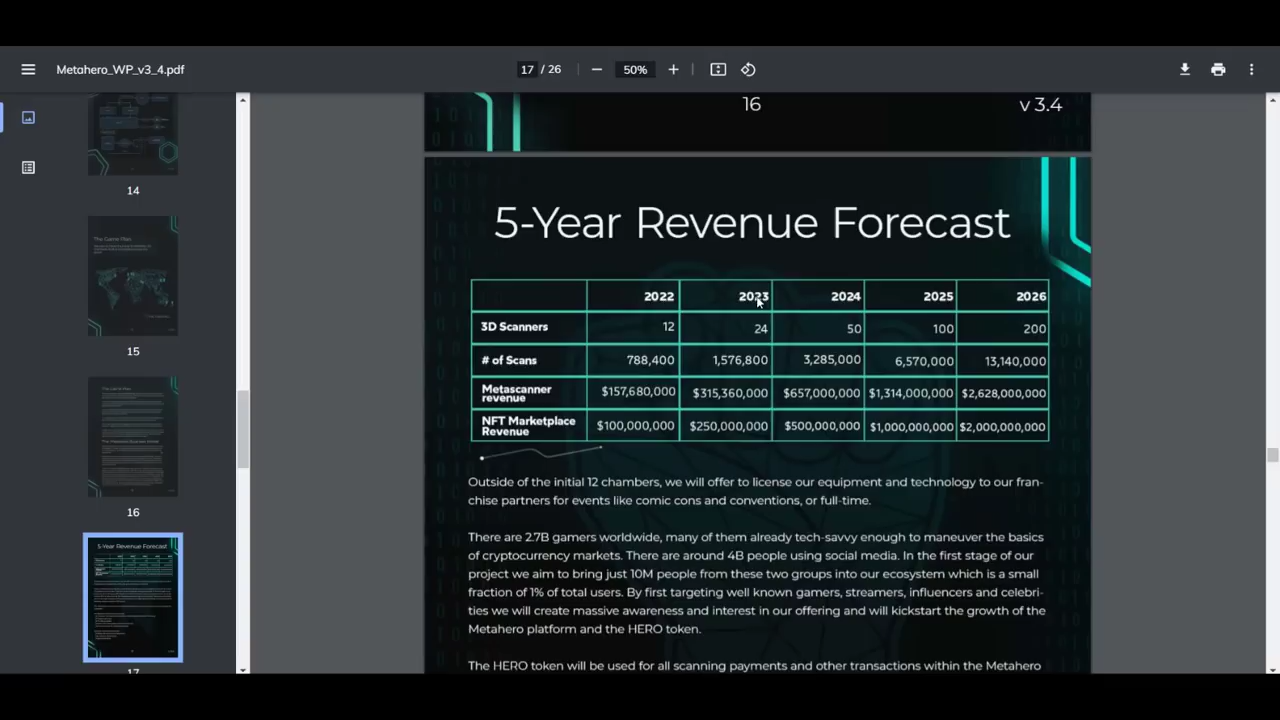 Metahero_WP_v3_4.pdf
17 / 26
50%
14
The Game Plan
15
16
5-Year Revenue Forecast
17
16
v 3.4
5-Year Revenue Forecast
2022 2023 2024 2025 2026
3D Scanners 12 24 50 100 200
# of Scans 788,400 1,576,800 3,285,000 6,570,000 13,140,000
Metascanner
revenue $157,680,000 $315,360,000 $657,000,000 $1,314,000,000 $2,628,000,000
NFT Marketplace
Revenue $100,000,000 $250,000,000 $500,000,000 $1,000,000,000 $2,000,000,000
Outside of the initial 12 chambers, we will offer to license our equipment and technology to our fran-
chise partners for events like comic cons and conventions, or full-time.
There are 2.7B gamers worldwide, many of them already tech-savvy enough to maneuver the basics
of cryptocurrency markets. There are around 4B people using social media. In the first stage of our
project we aim to bring just 10M people from these two groups into our ecosystem which is a small
fraction of 1% of total users. By first targeting well known gamers, streamers, influencers and celebri-
ties we will create massive awareness and interest in our offering and will kickstart the growth of the
Metahero platform and the HERO token.
The HERO token will be used for all scanning payments and other transactions within the Metahero